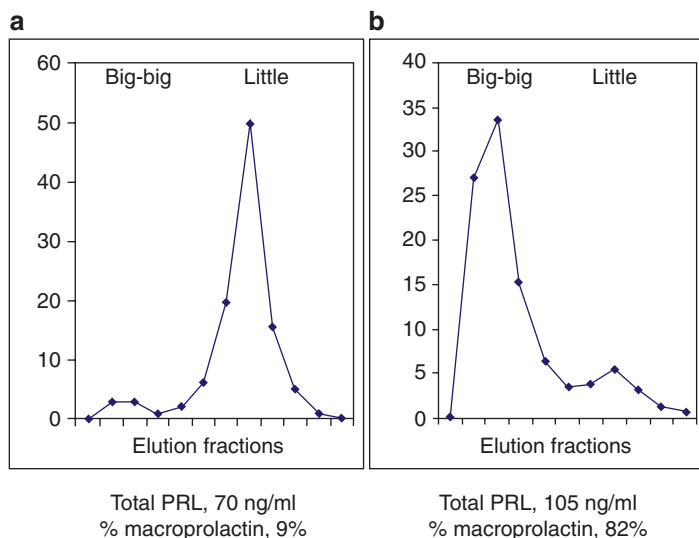 a
60
50
40
30
20
10
0
Big-big Little
Elution fractions
Total PRL, 70 ng/ml
% macroprolactin, 9%
b
40
35
30
25
20
15
10
5
0
Big-big Little
Elution fractions
Total PRL, 105 ng/ml
% macroprolactin, 82%